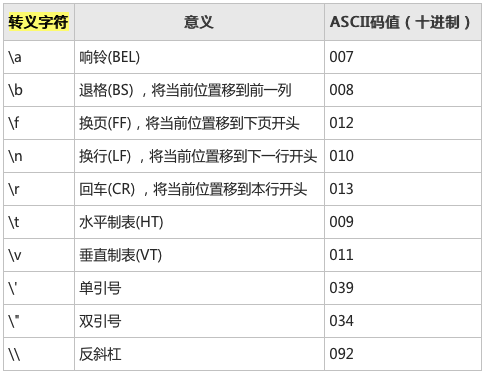 转义字符 意义 ASCII码值（十进制）
\a 响铃(BEL) 007
\b 退格(BS) ，将当前位置移到前一列 008
\f 换页(FF)，将当前位置移到下页开头 012
\n 换行(LF) ，将当前位置移到下一行开头 010
\r 回车(CR) ，将当前位置移到本行开头 013
\t 水平制表(HT) 009
\v 垂直制表(VT) 011
\' 单引号 039
\" 双引号 034
\\ 反斜杠 092